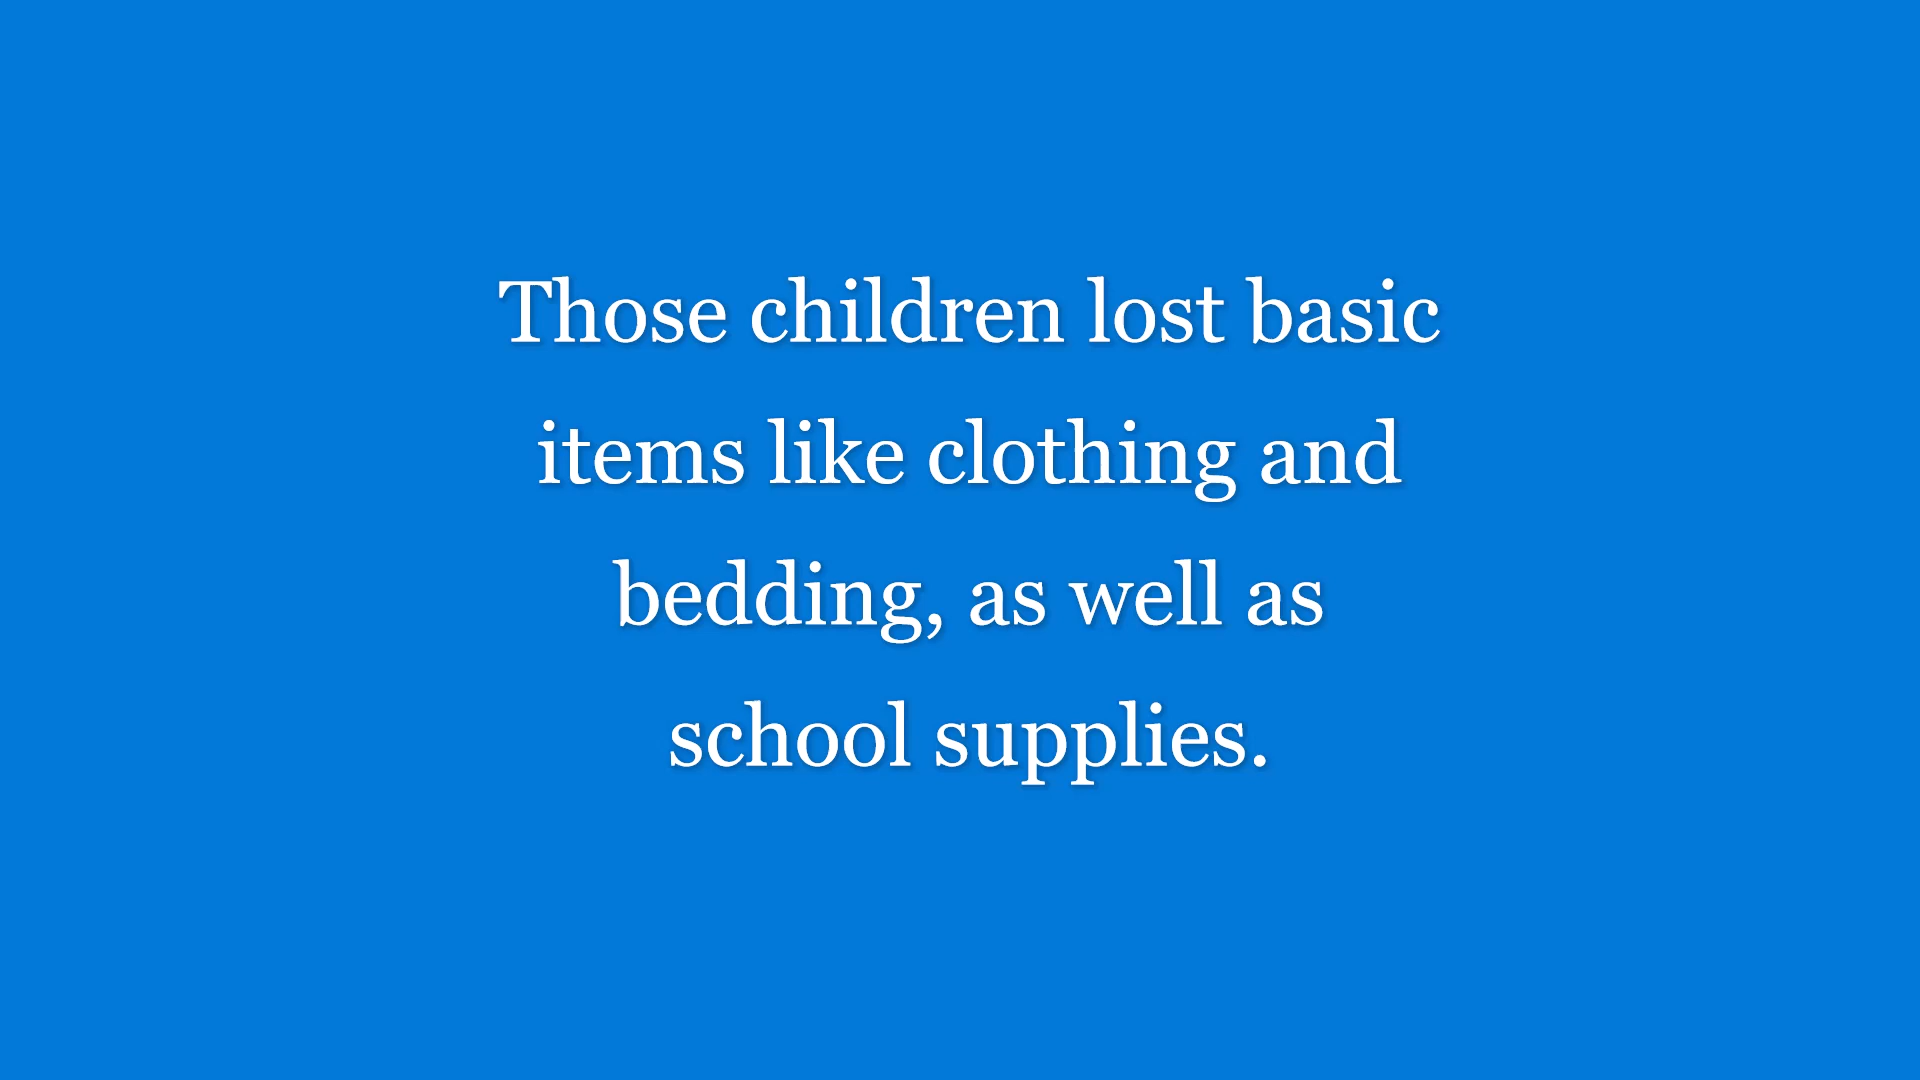 Those children lost basic
items like clothing and
bedding, as well as
school supplies.